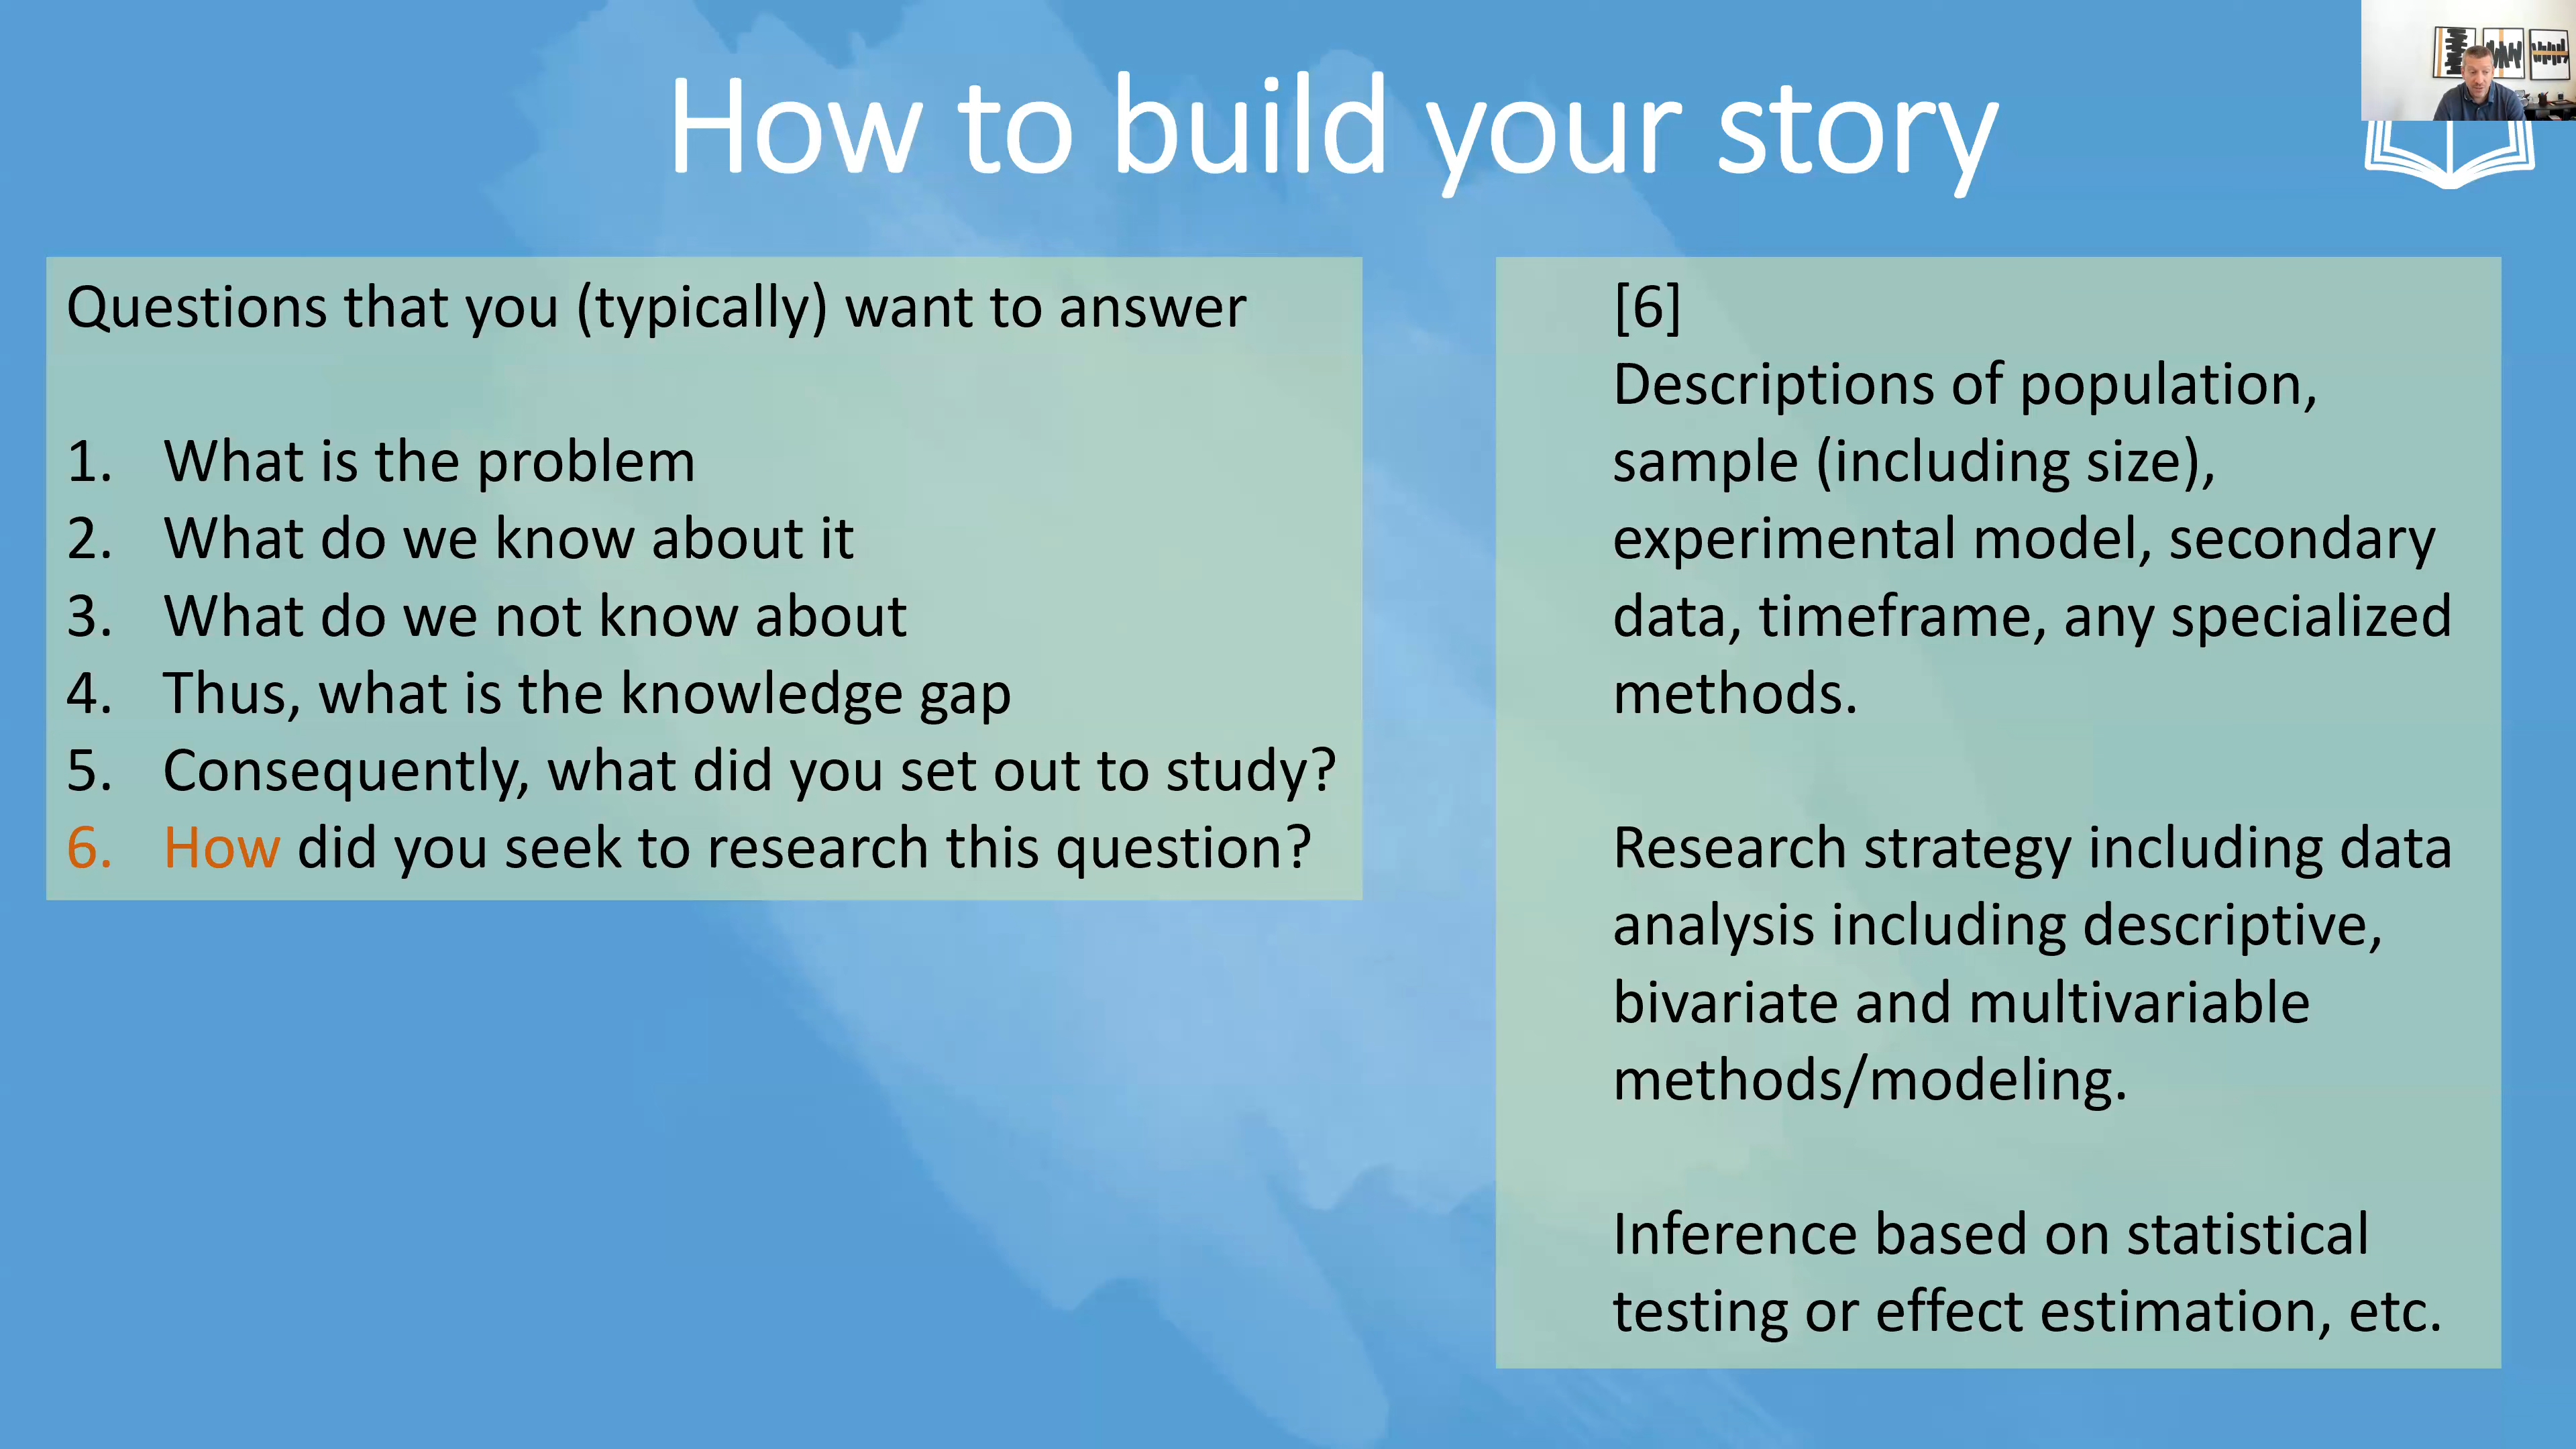 How to build your story
Questions that you (typically) want to answer
1. What is the problem
2. What do we know about it
3. What do we not know about
4. Thus, what is the knowledge gap
5. Consequently, what did you set out to study?
6. How did you seek to research this question?
[6]
Descriptions of population,
sample (including size),
experimental model, secondary
data, timeframe, any specialized
methods.
Research strategy including data
analysis including descriptive,
bivariate and multivariable
methods/modeling.
Inference based on statistical
testing or effect estimation, etc.